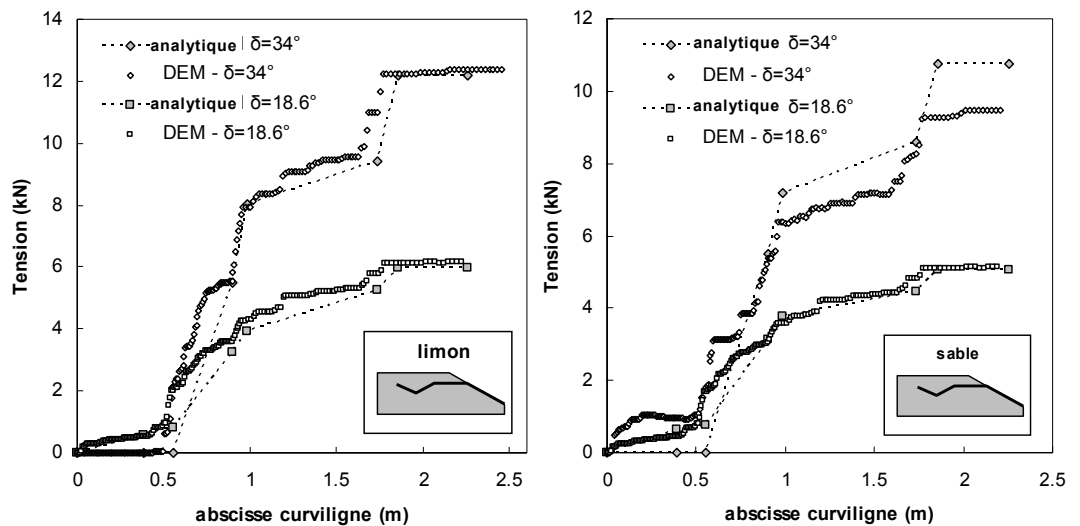 14
12
10
8
6
4
2
0
Tension (kN)
analytique | δ=34°
DEM - δ=34°
analytique | δ=18.6°
DEM - δ=18.6°
limon
0
0.5
1
1.5
2
2.5
abscisse curviligne (m)
12
10
8
6
4
2
0
Tension (kN)
analytique | δ=34°
DEM - δ=34°
analytique δ=18.6°
DEM - δ=18.6°
sable
0
0.5
1
1.5
2
2.5
abscisse curviligne (m)